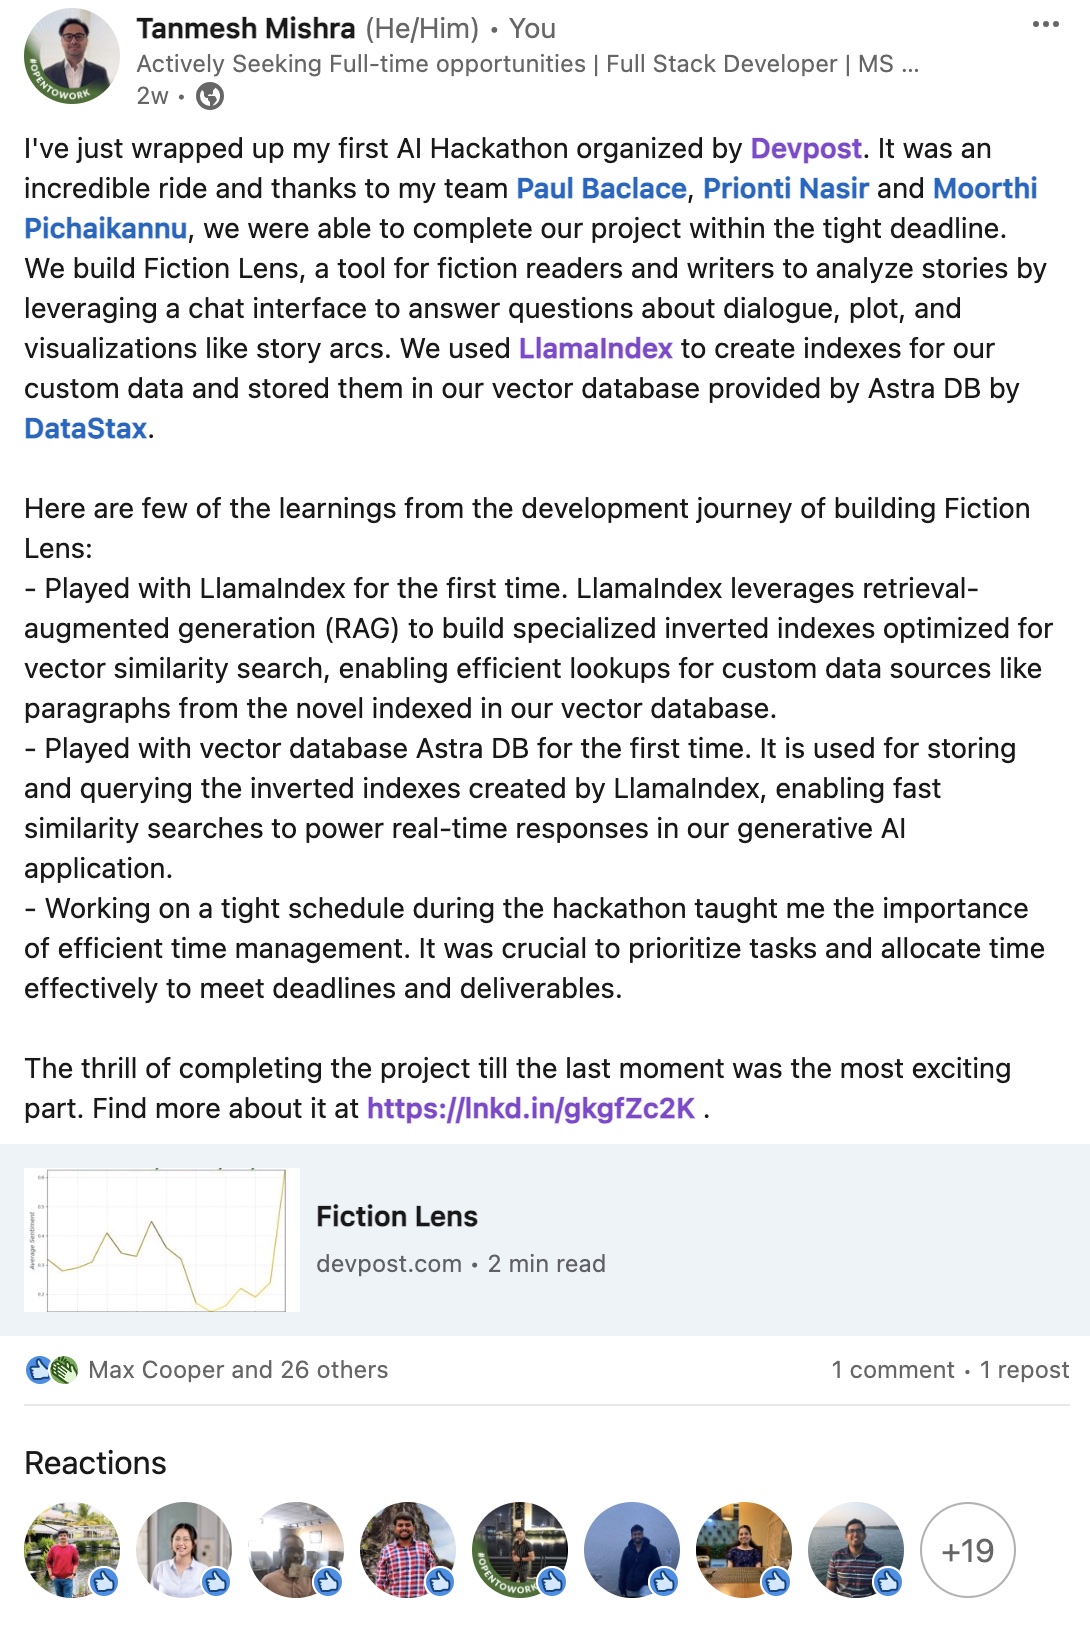 Tanmesh Mishra (He/Him) • You
Actively Seeking Full-time opportunities | Full Stack Developer | MS ...
2w •
#OPENTOWORK
I've just wrapped up my first AI Hackathon organized by Devpost. It was an
incredible ride and thanks to my team Paul Baclace, Prionti Nasir and Moorthi
Pichaikannu, we were able to complete our project within the tight deadline.
We build Fiction Lens, a tool for fiction readers and writers to analyze stories by
leveraging a chat interface to answer questions about dialogue, plot, and
visualizations like story arcs. We used LlamaIndex to create indexes for our
custom data and stored them in our vector database provided by Astra DB by
DataStax.
Here are few of the learnings from the development journey of building Fiction
Lens:
- Played with LlamaIndex for the first time. LlamaIndex leverages retrieval-
augmented generation (RAG) to build specialized inverted indexes optimized for
vector similarity search, enabling efficient lookups for custom data sources like
paragraphs from the novel indexed in our vector database.
- Played with vector database Astra DB for the first time. It is used for storing
and querying the inverted indexes created by LlamaIndex, enabling fast
similarity searches to power real-time responses in our generative AI
application.
- Working on a tight schedule during the hackathon taught me the importance
of efficient time management. It was crucial to prioritize tasks and allocate time
effectively to meet deadlines and deliverables.
The thrill of completing the project till the last moment was the most exciting
part. Find more about it at https://lnkd.in/gkgfZc2K .
Average Sentiment
Fiction Lens
devpost.com • 2 min read
Max Cooper and 26 others
1 comment • 1 repost
Reactions
#OPENTOWORK
+19